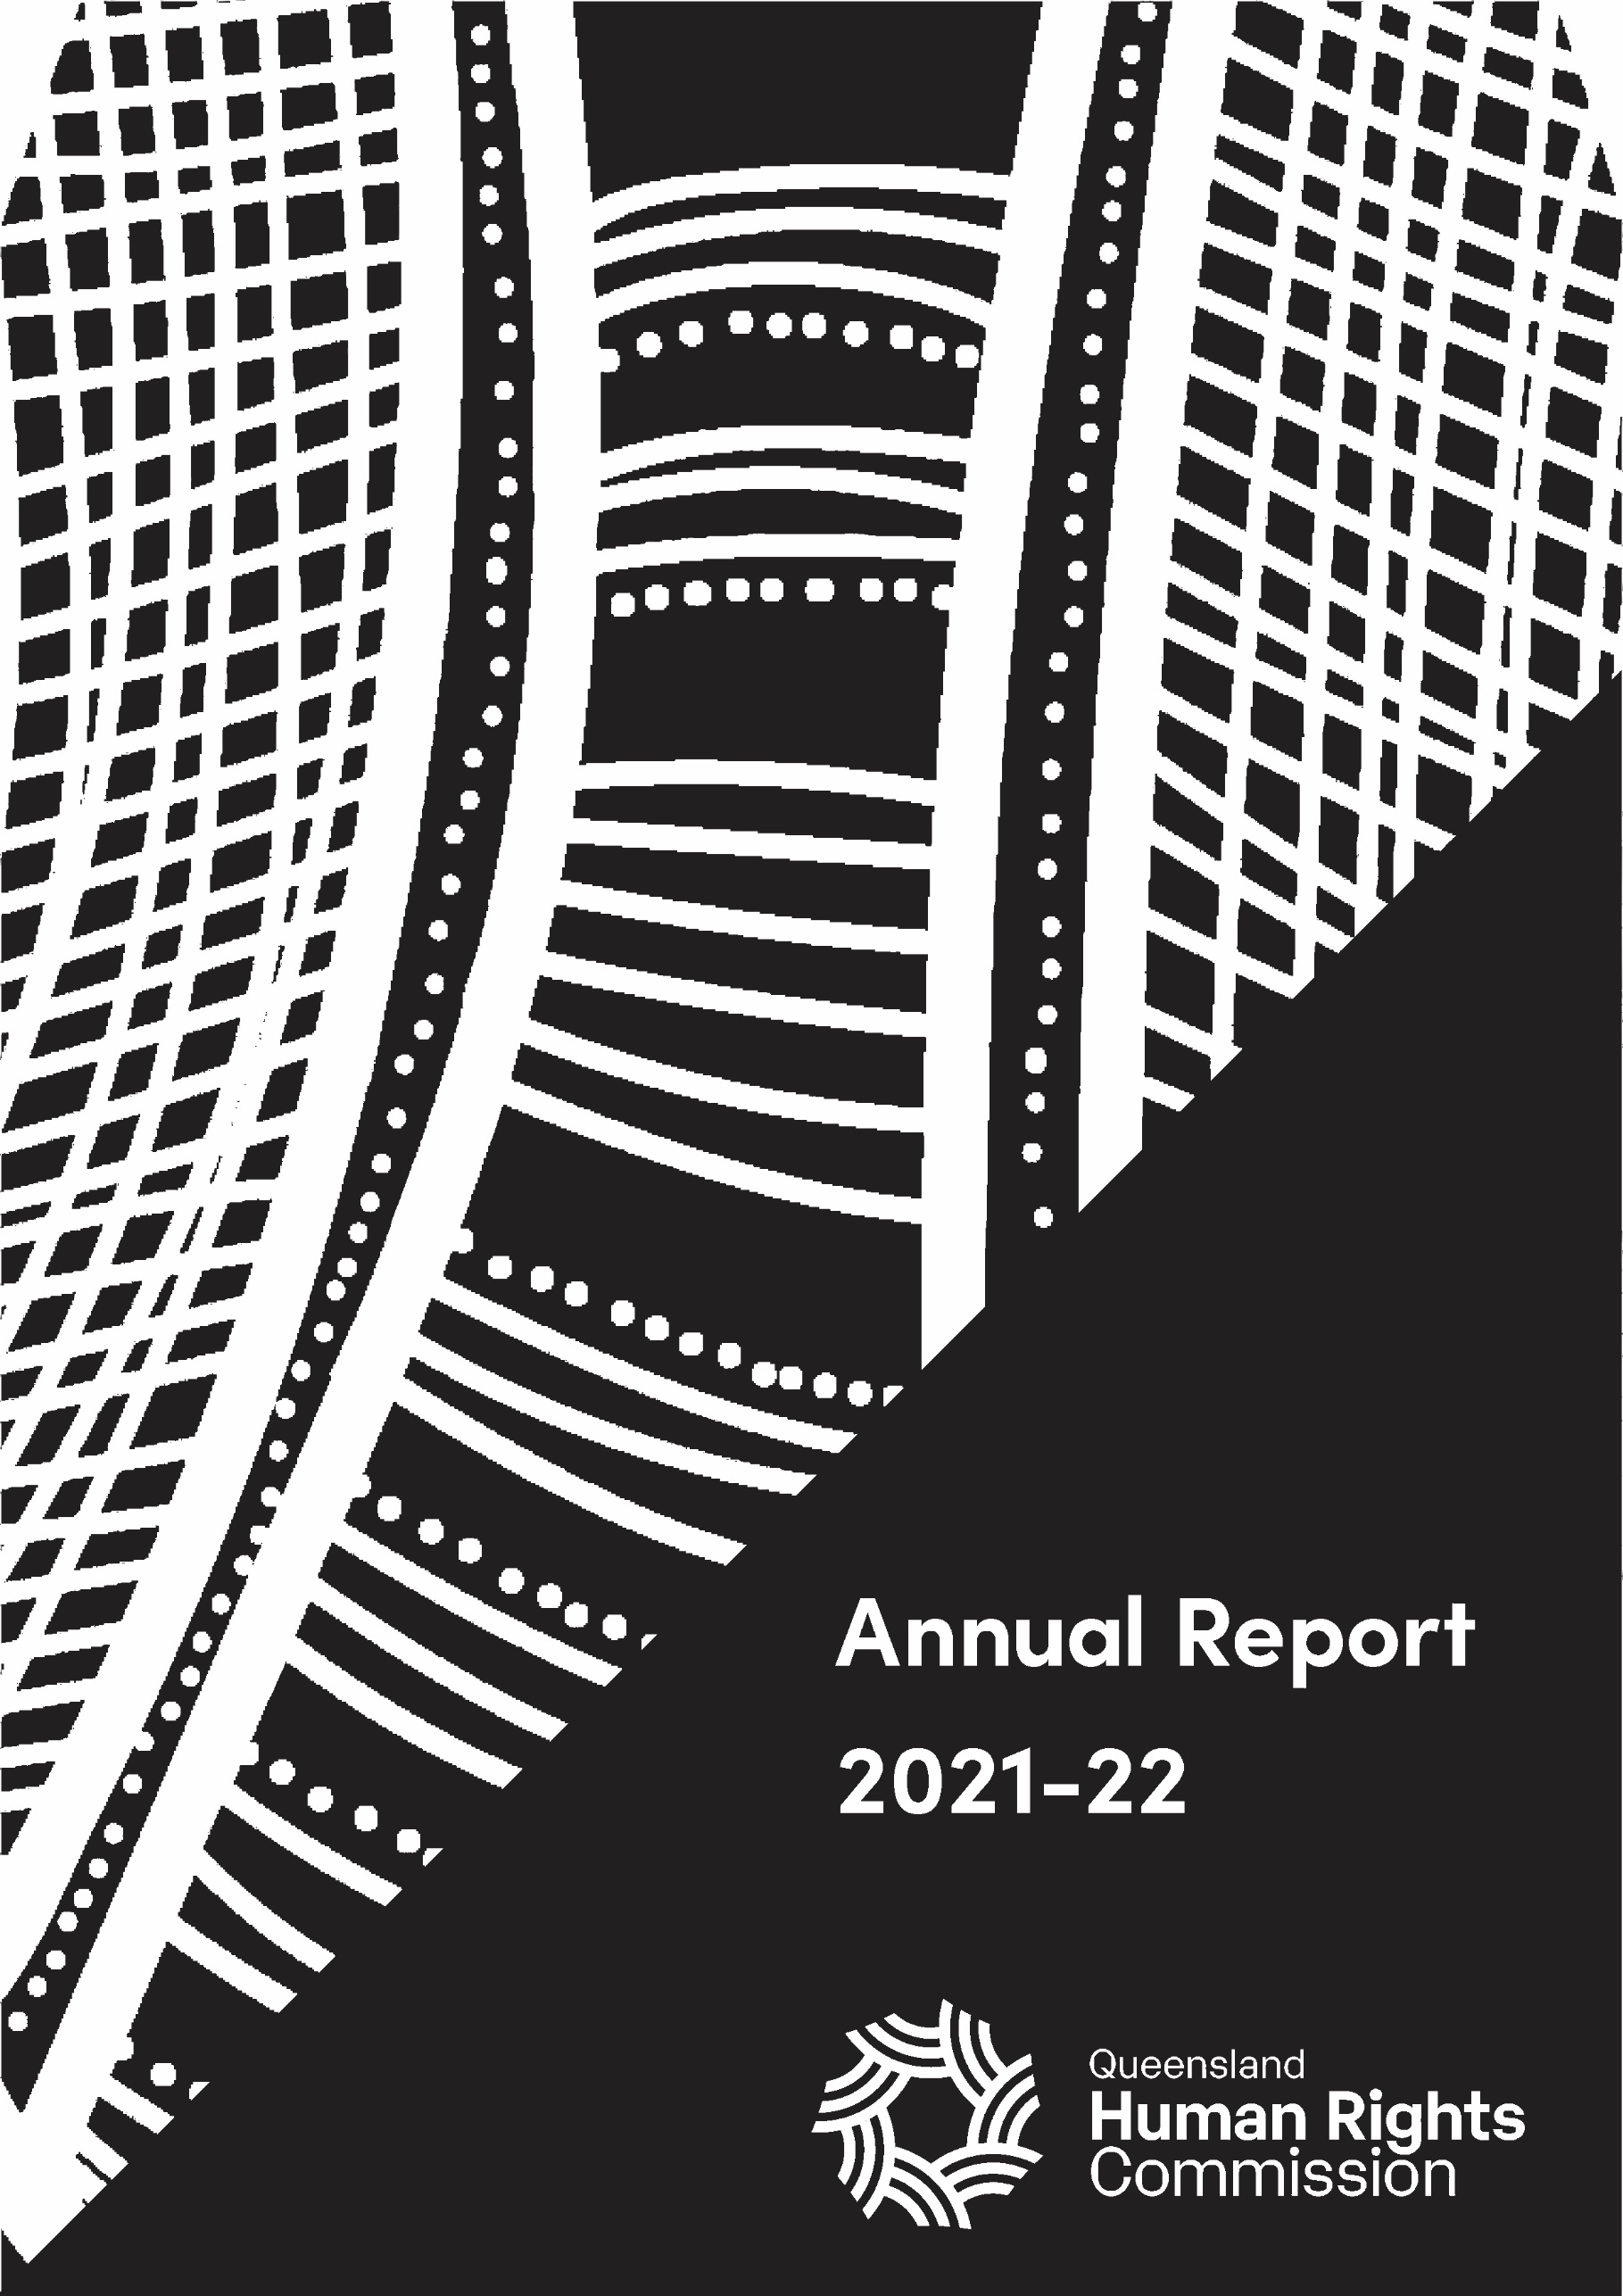 Annual Report
2021-22
Queensland
Human Rights
Commission